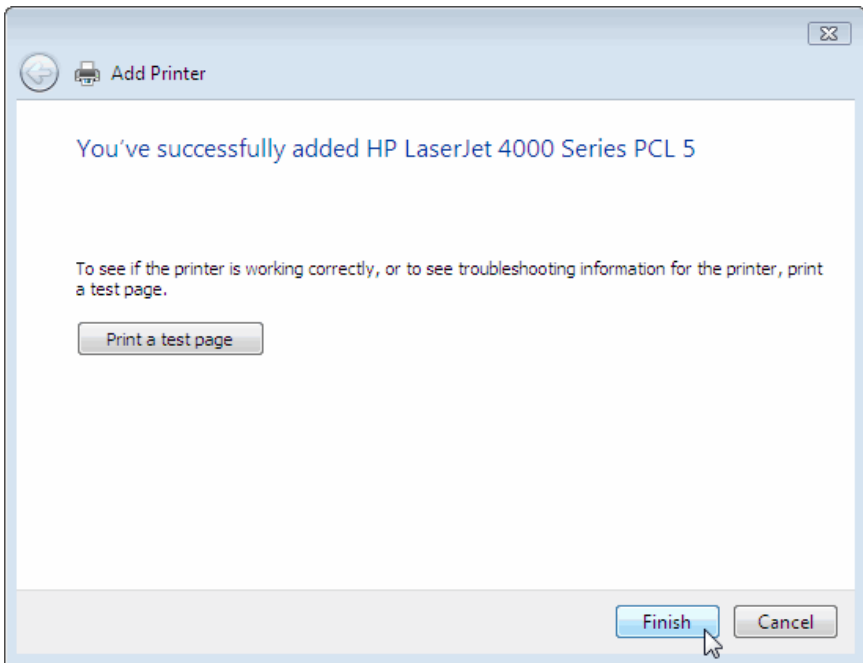 Add Printer
You've successfully added HP LaserJet 4000 Series PCL 5
To see if the printer is working correctly, or to see troubleshooting information for the printer, print
a test page.
Print a test page
Finish Cancel